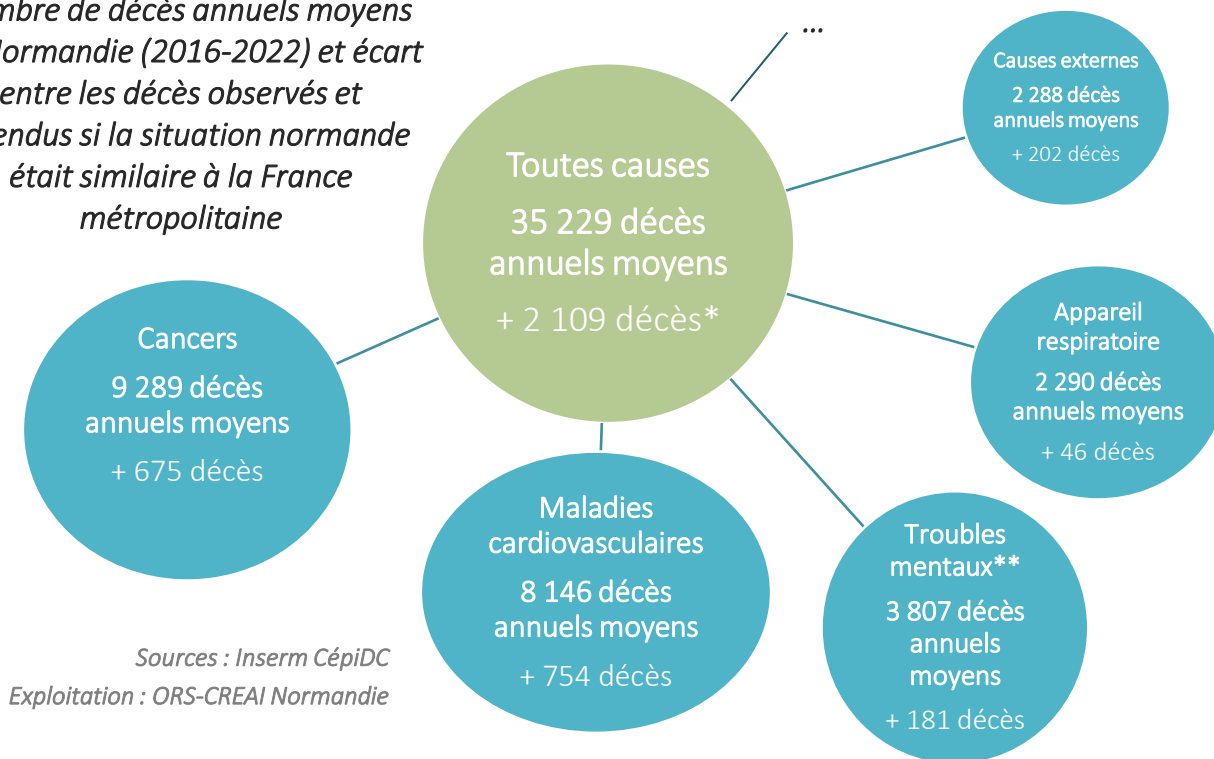 mbre de décès annuels moyens
Normandie (2016-2022) et écart
entre les décès observés et
endus si la situation normande
était similaire à la France
métropolitaine
...
Causes externes
2 288 décès
annuels moyens
+ 202 décès
Toutes causes
35 229 décès
annuels moyens
+ 2 109 décès*
Appareil
respiratoire
2 290 décès
annuels moyens
+ 46 décès
Cancers
9 289 décès
annuels moyens
+ 675 décès
Maladies
cardiovasculaires
8 146 décès
annuels moyens
+ 754 décès
Troubles
mentaux**
3 807 décès
annuels
moyens
+ 181 décès
Sources : Inserm CépiDC
Exploitation : ORS-CREAI Normandie